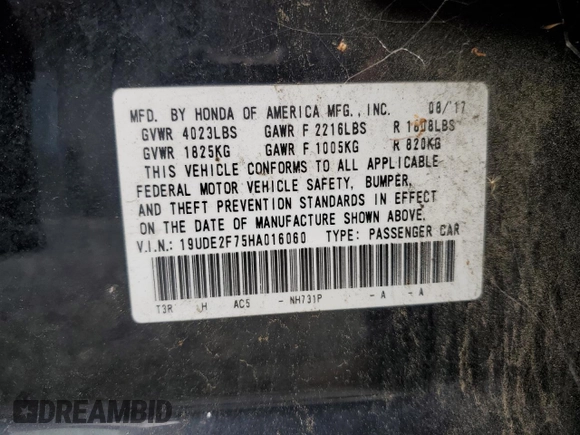 MFD. BY HONDA OF AMERICA MFG., INC. 08/17
GVWR 4023LBS GAWR F 2216LBS R 1808LBS
GVWR 1825KG GAWR F 1005KG R 820KG
THIS VEHICLE CONFORMS TO ALL APPLICABLE
FEDERAL MOTOR VEHICLE SAFETY, BUMPER,
AND THEFT PREVENTION STANDARDS IN EFFECT
ON THE DATE OF MANUFACTURE SHOWN ABOVE.
V.I.N.: 19UDE2F75HA016060 TYPE: PASSENGER CAR
T3R H AC5 - NH731P - A - A
DREAMBID